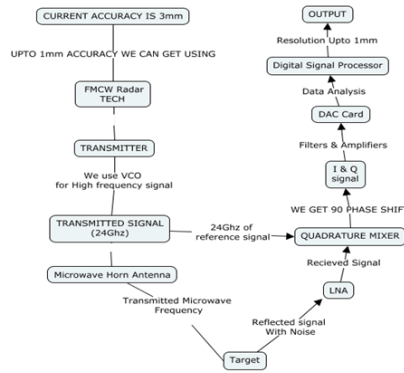 CURRENT ACCURACY IS 3mm
UPTO 1mm ACCURACY WE CAN GET USING
FMCW Radar
TECH
TRANSMITTER
We use VCO
for High frequency signal
TRANSMITTED SIGNAL
(24Ghz)
24Ghz of
reference signal
Microwave Horn Antenna
Transmitted Microwave
Frequency
Target
Reflected signal
With Noise
LNA
Recieved Signal
QUADRATURE MIXER
WE GET 90 PHASE SHIFT
I & Q
signal
Filters & Amplifiers
DAC Card
Data Analysis
Digital Signal Processor
Resolution Upto 1mm
OUTPUT